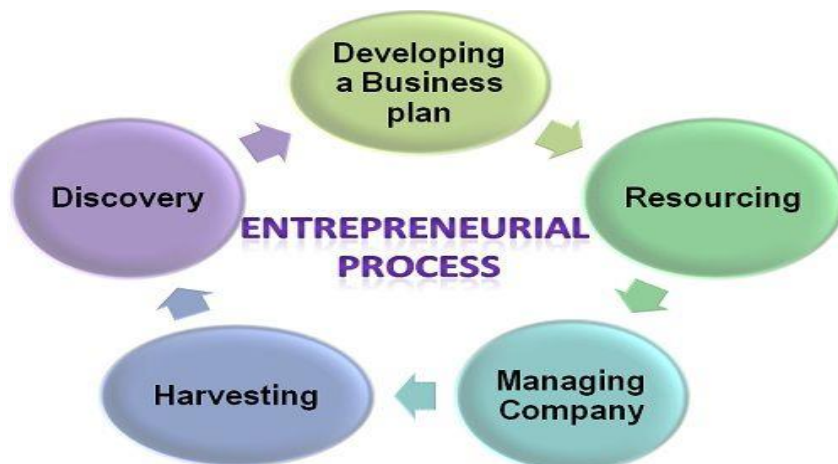 Developing
a Business
plan
Discovery
Resourcing
ENTREPRENEURIAL
PROCESS
Harvesting
Managing
Company